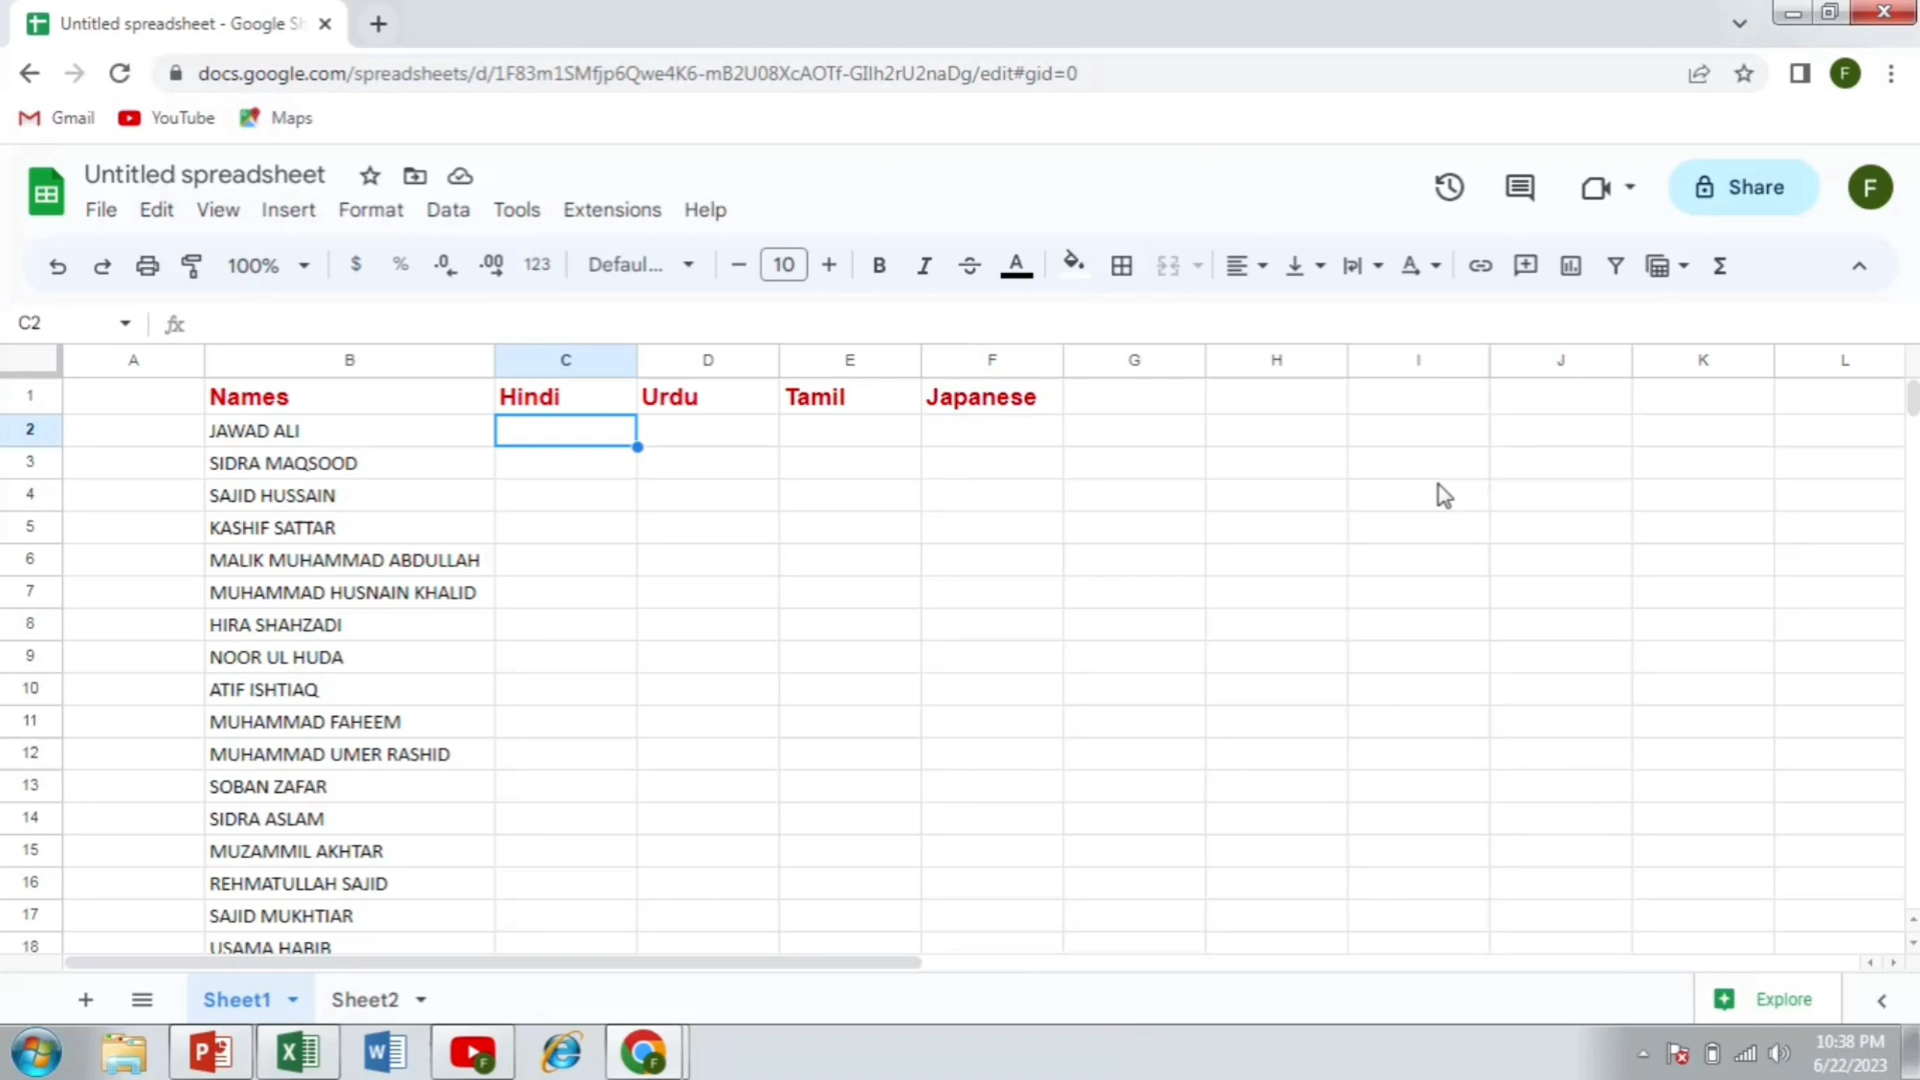 Untitled spreadsheet - Google Sh
docs.google.com/spreadsheets/d/1F83m1SMfjp6Qwe4K6-mB2U08XcAOTf-GIlh2rU2naDg/edit#gid=0
F
Gmail YouTube Maps
Untitled spreadsheet
File Edit View Insert Format Data Tools Extensions Help
Share
F
100% $ % .0 .00 123 Defaul... 10 B I A Σ
C2 fx
A B C D E F G H I J K L
1 Names Hindi Urdu Tamil Japanese
2 JAWAD ALI
3 SIDRA MAQSOOD
4 SAJID HUSSAIN
5 KASHIF SATTAR
6 MALIK MUHAMMAD ABDULLAH
7 MUHAMMAD HUSNAIN KHALID
8 HIRA SHAHZADI
9 NOOR UL HUDA
10 ATIF ISHTIAQ
11 MUHAMMAD FAHEEM
12 MUHAMMAD UMER RASHID
13 SOBAN ZAFAR
14 SIDRA ASLAM
15 MUZAMMIL AKHTAR
16 REHMATULLAH SAJID
17 SAJID MUKHTIAR
18 USAMA HABIB
Sheet1 Sheet2 Explore
10:38 PM
6/22/2023